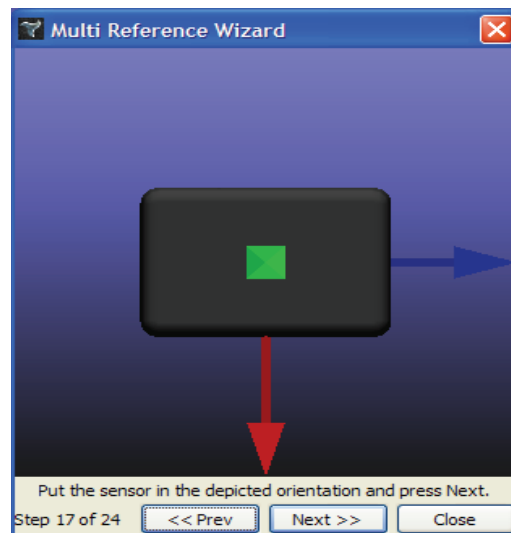 Multi Reference Wizard
Put the sensor in the depicted orientation and press Next.
Step 17 of 24 << Prev Next >> Close